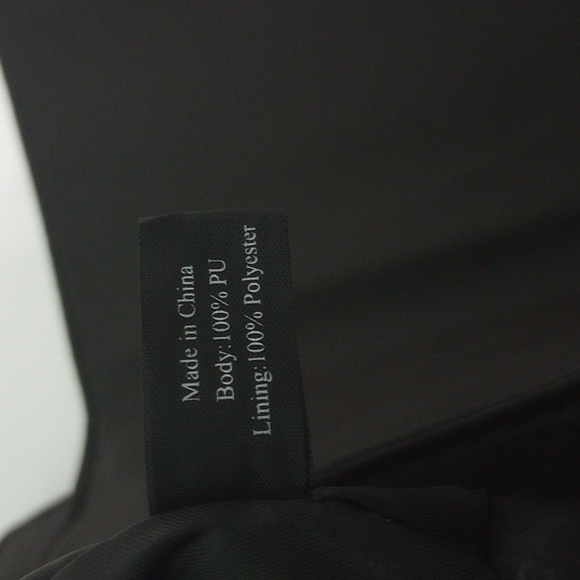 Made in China
Body:100% PU
Lining:100% Polyester